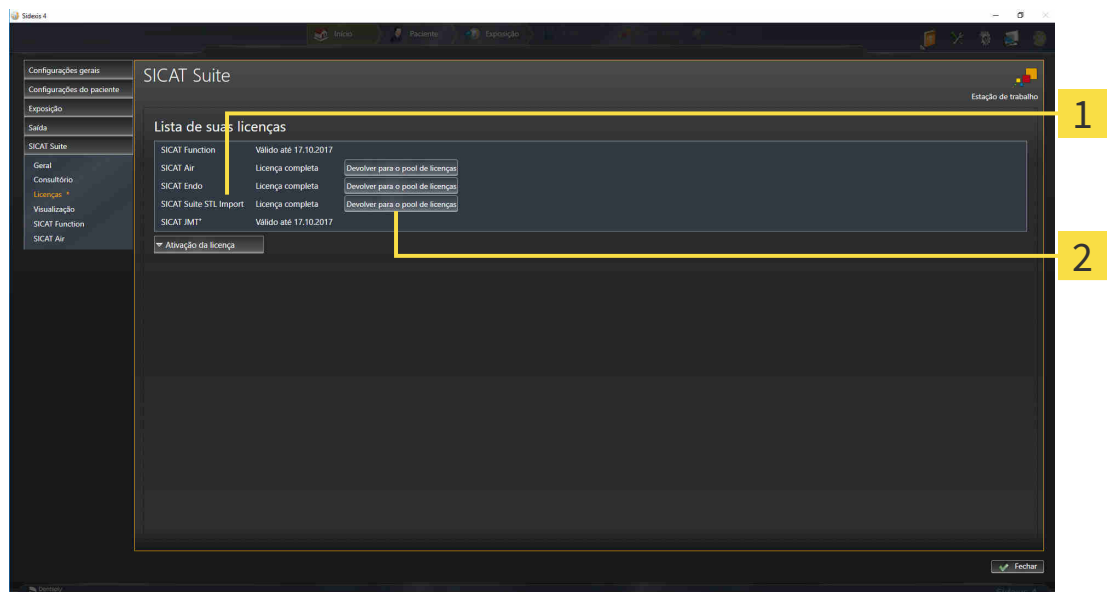 Sidexis 4
Início
Paciente
Exposição
Configurações gerais
Configurações do paciente
Exposição
Saída
SICAT Suite
Geral
Consultório
Licenças *
Visualização
SICAT Function
SICAT Air
SICAT Suite
Estação de trabalho
Lista de suas licenças
SICAT Function Válido até 17.10.2017
SICAT Air Licença completa Devolver para o pool de licenças
SICAT Endo Licença completa Devolver para o pool de licenças
SICAT Suite STL Import Licença completa Devolver para o pool de licenças
SICAT JMT⁺ Válido até 17.10.2017
Ativação da licença
1
2
Fechar